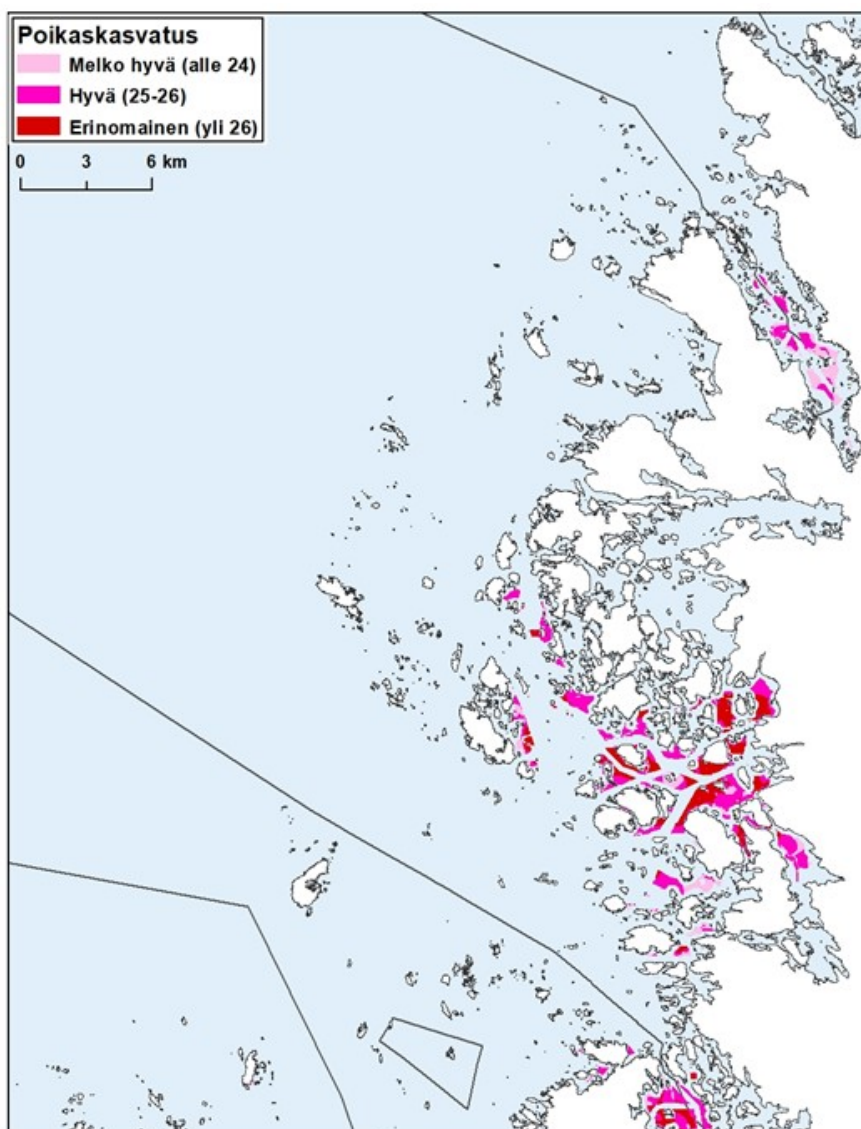 Poikaskasvatus
Melko hyvä (alle 24)
Hyvä (25-26)
Erinomainen (yli 26)
0 3 6 km